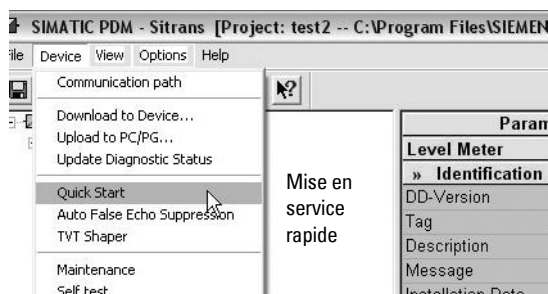 SIMATIC PDM - Sitrans [Project: test2 -- C:\Program Files\SIEMEN
File Device View Options Help
Communication path
Download to Device...
Upload to PC/PG...
Update Diagnostic Status
Quick Start
Auto False Echo Suppression
TVT Shaper
Maintenance
Self test
Mise en
service
rapide
Param
Level Meter
» Identification
DD-Version
Tag
Description
Message
Installation Date